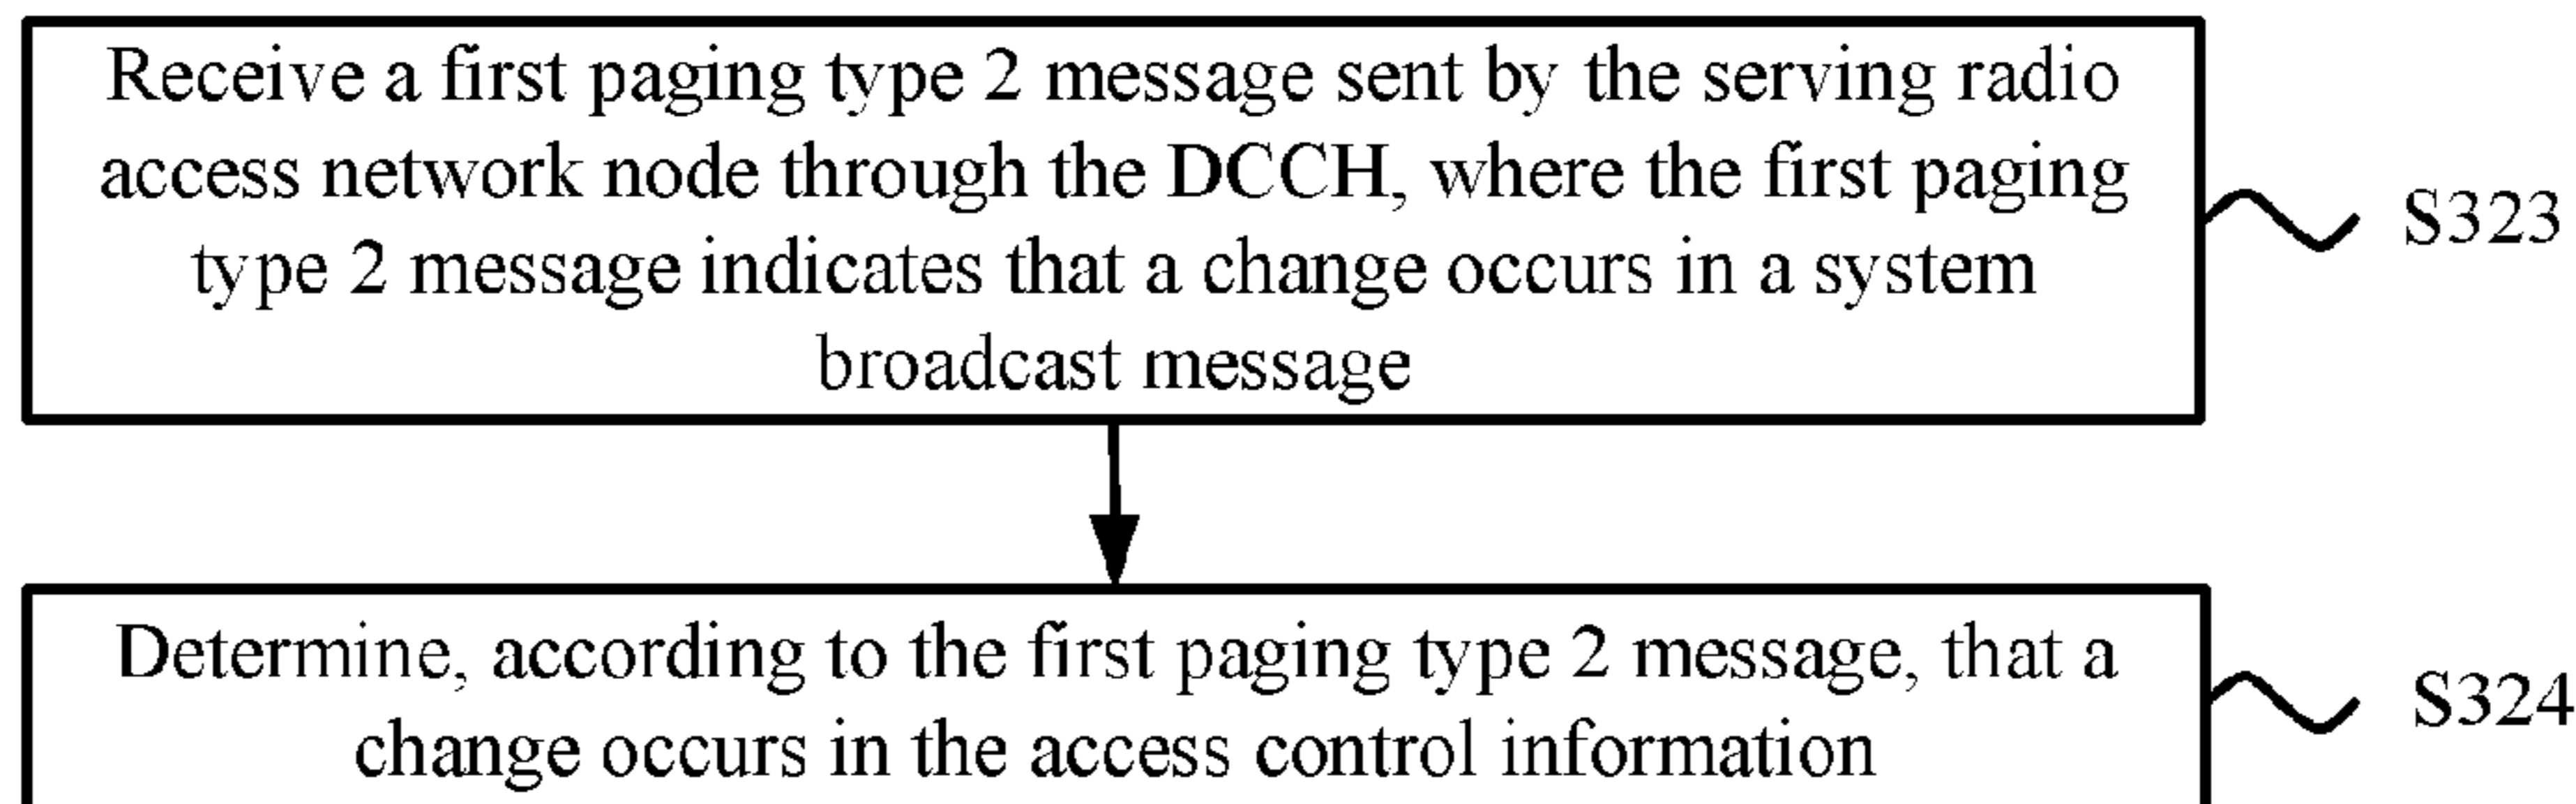 Receive a first paging type 2 message sent by the serving radio
access network node through the DCCH, where the first paging
type 2 message indicates that a change occurs in a system
broadcast message
S323
Determine, according to the first paging type 2 message, that a
change occurs in the access control information
S324